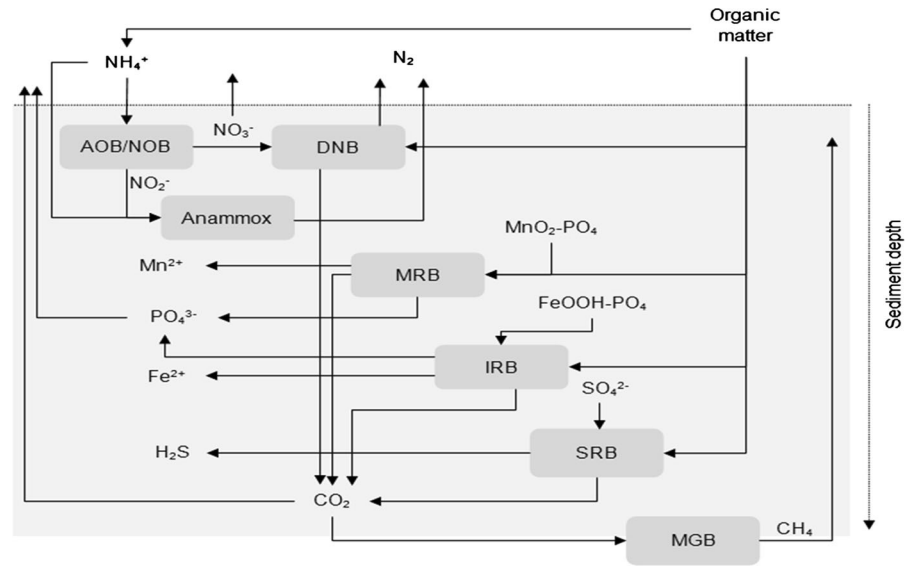 Organic
matter
NH₄⁺
N₂
NO₃⁻
AOB/NOB
DNB
NO₂⁻
Anammox
MnO₂-PO₄
Mn²⁺
MRB
FeOOH-PO₄
PO₄³⁻
IRB
Fe²⁺
SO₄²⁻
H₂S
SRB
CO₂
CH₄
MGB
Sediment depth